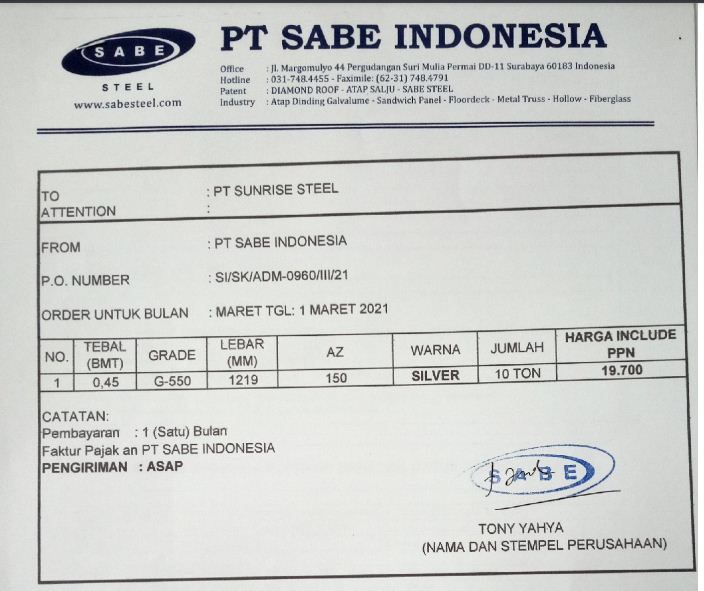 SABE
STEEL
www.sabesteel.com
PT SABE INDONESIA
Office : Jl. Margomulyo 44 Pergudangan Suri Mulia Permai DD-11 Surabaya 60183 Indonesia
Hotline : 031-748.4455 - Faximile: (62-31) 748.4791
Patent : DIAMOND ROOF - ATAP SALJU - SABE STEEL
Industry : Atap Dinding Galvalume - Sandwich Panel - Floordeck - Metal Truss - Hollow - Fiberglass
TO : PT SUNRISE STEEL
ATTENTION :
FROM : PT SABE INDONESIA
P.O. NUMBER : SI/SK/ADM-0960/III/21
ORDER UNTUK BULAN : MARET TGL: 1 MARET 2021
NO. TEBAL (BMT) GRADE LEBAR (MM) AZ WARNA JUMLAH HARGA INCLUDE PPN
1 0,45 G-550 1219 150 SILVER 10 TON 19.700
CATATAN:
Pembayaran : 1 (Satu) Bulan
Faktur Pajak an PT SABE INDONESIA
PENGIRIMAN : ASAP
SABE
TONY YAHYA
(NAMA DAN STEMPEL PERUSAHAAN)